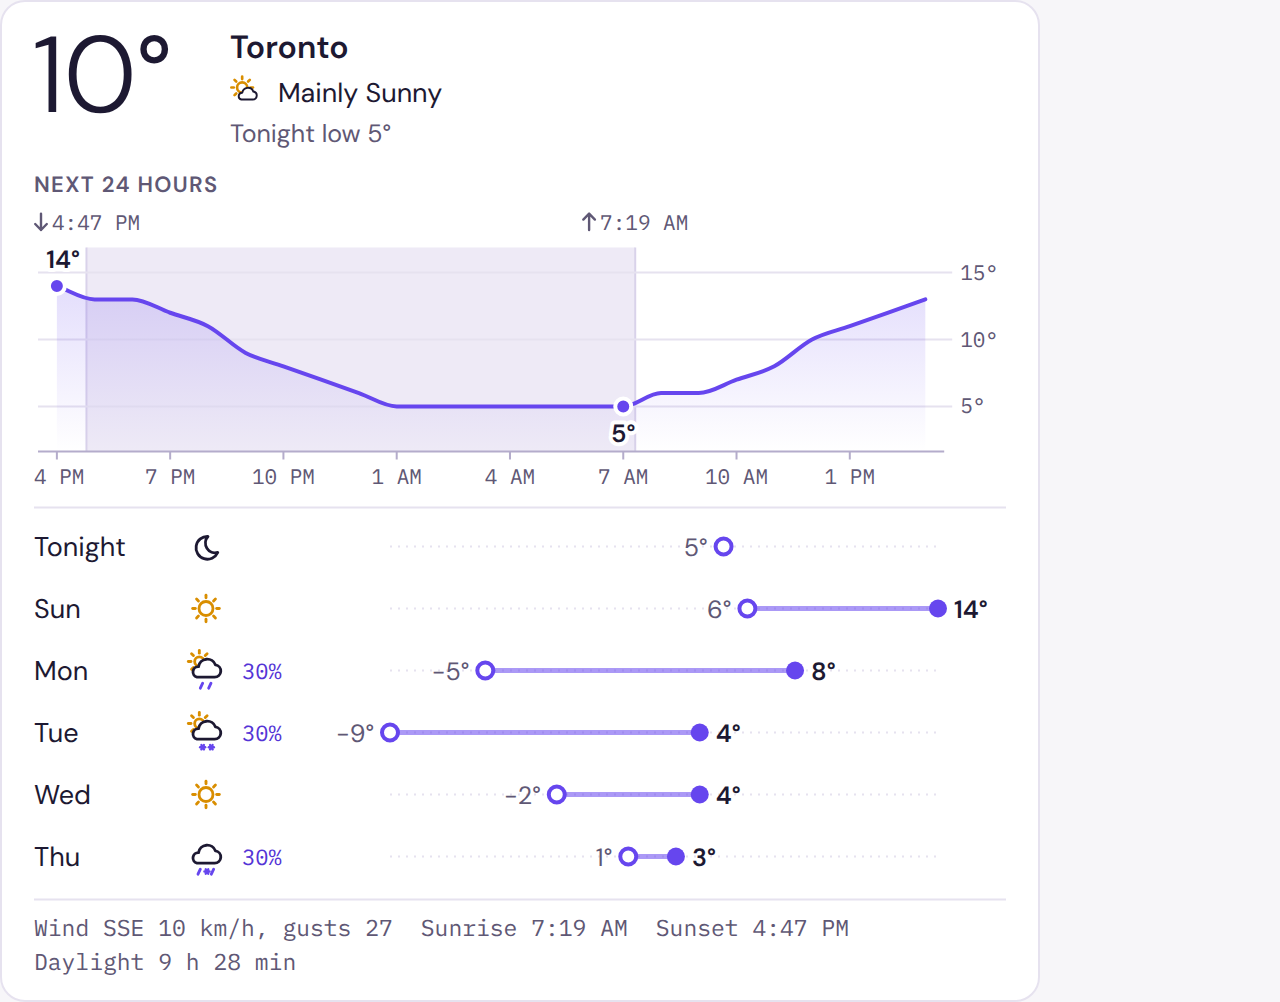 10°
Toronto
Mainly Sunny
Tonight low 5°
NEXT 24 HOURS
↓4:47 PM ↑7:19 AM
14°
15°
10°
5°
5°
4 PM 7 PM 10 PM 1 AM 4 AM 7 AM 10 AM 1 PM
Tonight 5°
Sun 6° 14°
Mon 30% −5° 8°
Tue 30% −9° 4°
Wed −2° 4°
Thu 30% 1° 3°
Wind SSE 10 km/h, gusts 27 Sunrise 7:19 AM Sunset 4:47 PM
Daylight 9 h 28 min